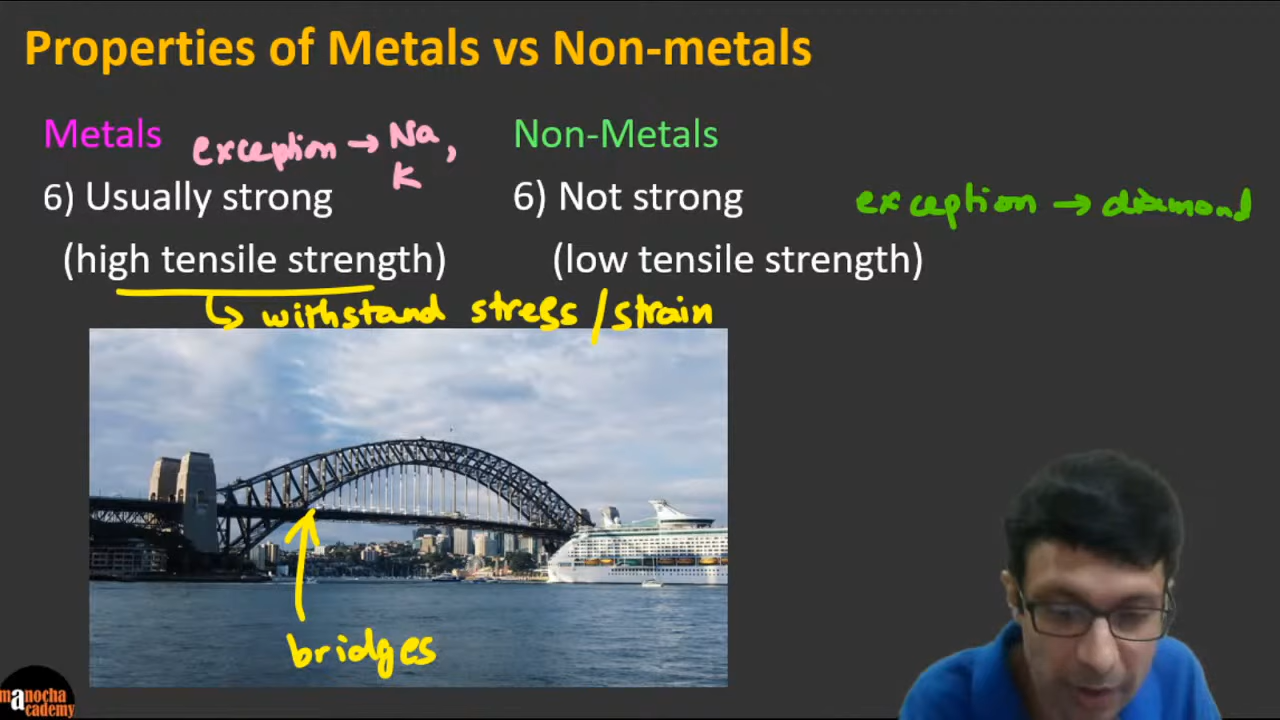 Properties of Metals vs Non-metals
Metals
exception → Na,
K
6) Usually strong
(high tensile strength)
↳ withstand stress/strain
Non-Metals
6) Not strong
exception → diamond
(low tensile strength)
bridges
manocha
academy